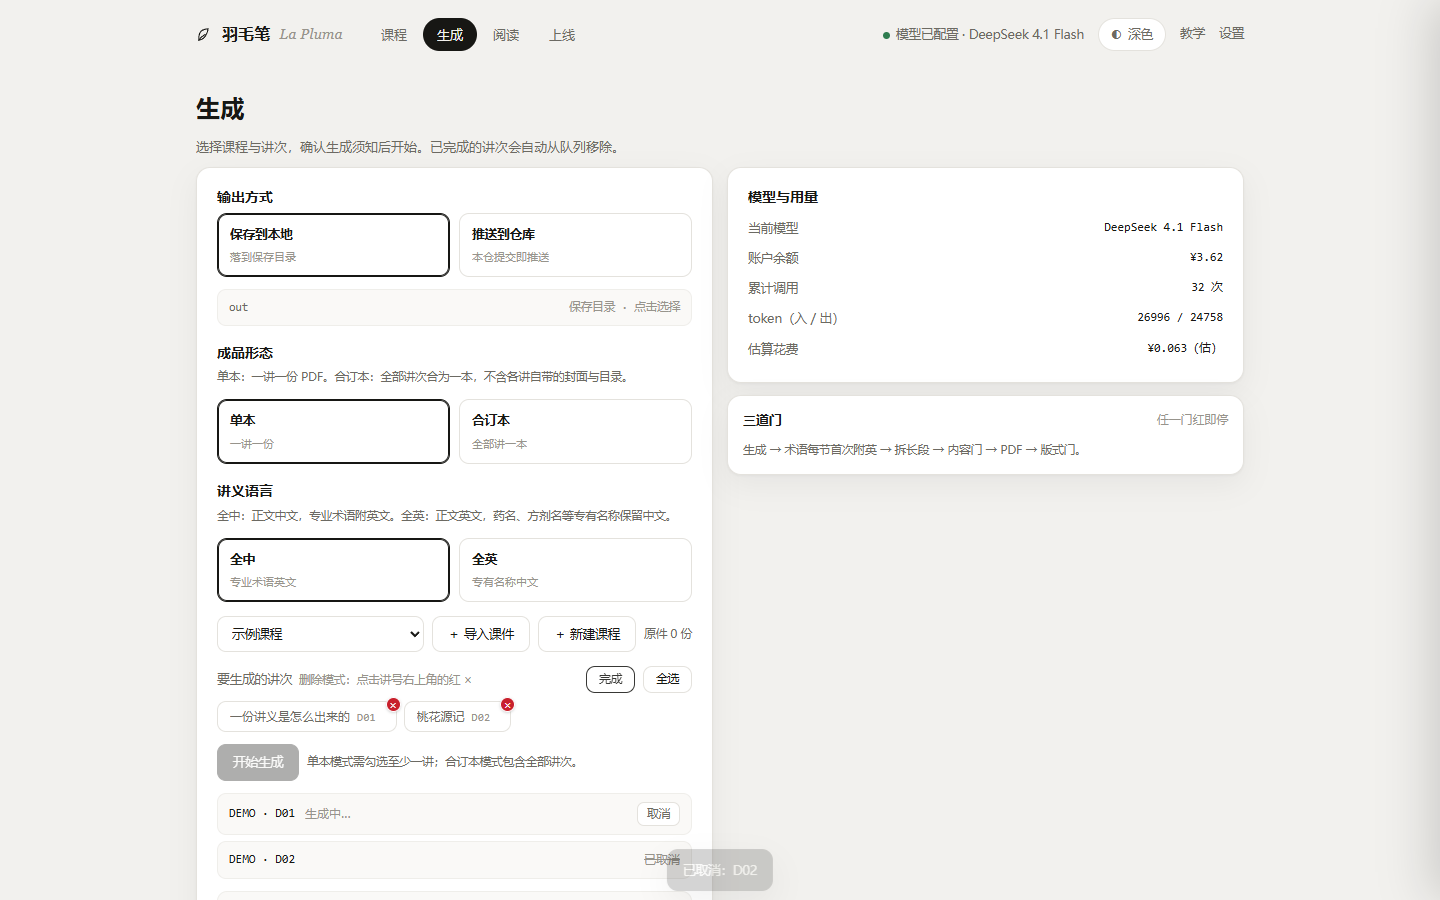 羽毛笔 La Pluma 课程 生成 阅读 上线 模型已配置 · DeepSeek 4.1 Flash 深色 教学 设置
生成
选择课程与讲次，确认生成须知后开始。已完成的讲次会自动从队列移除。
输出方式
保存到本地 推送到仓库
落到保存目录 本仓提交即推送
out 保存目录 · 点击选择
成品形态
单本：一讲一份 PDF。合订本：全部讲次合为一本，不含各讲自带的封面与目录。
单本 合订本
一讲一份 全部讲一本
讲义语言
全中：正文中文，专业术语附英文。全英：正文英文，药名、方剂名等专有名称保留中文。
全中 全英
专业术语英文 专有名称中文
示例课程 + 导入课件 + 新建课程 原件 0 份
要生成的讲次 删除模式：点击讲号右上角的红 × 完成 全选
一份讲义是怎么出来的 D01 × 桃花源记 D02 ×
开始生成 单本模式需勾选至少一讲；合订本模式包含全部讲次。
DEMO · D01 生成中… 取消
DEMO · D02 已取消
已取消：D02
模型与用量
当前模型 DeepSeek 4.1 Flash
账户余额 ¥3.62
累计调用 32 次
token（入 / 出） 26996 / 24758
估算花费 ¥0.063（估）
三道门 任一门红即停
生成 → 术语每节首次附英 → 拆长段 → 内容门 → PDF → 版式门。